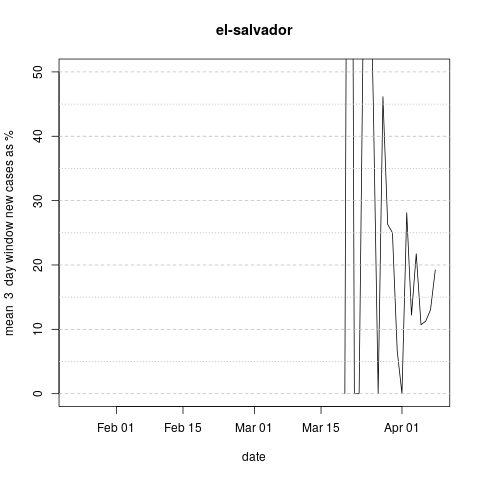 el-salvador
mean 3 day window new cases as %
50
40
30
20
10
0
Feb 01
Feb 15
Mar 01
Mar 15
Apr 01
date